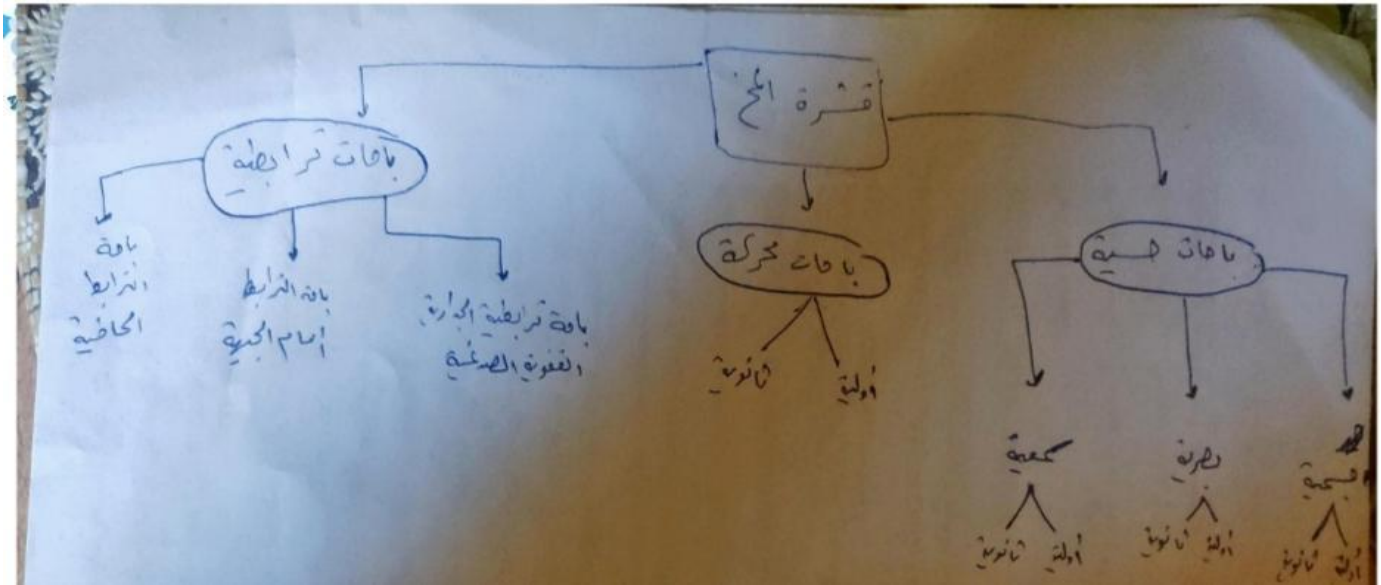 قشرة المخ
باحات حسية
باحات محركة
باحات ترابطية
جسمية
بصرية
سمعية
أولية ثانوية
أولية ثانوية
أولية ثانوية
أولية ثانوية
باحة ترابطية الجدارية
القفوية الصدغية
باحة الترابط
أمام الجبهية
باحة
الترابط
الحافية